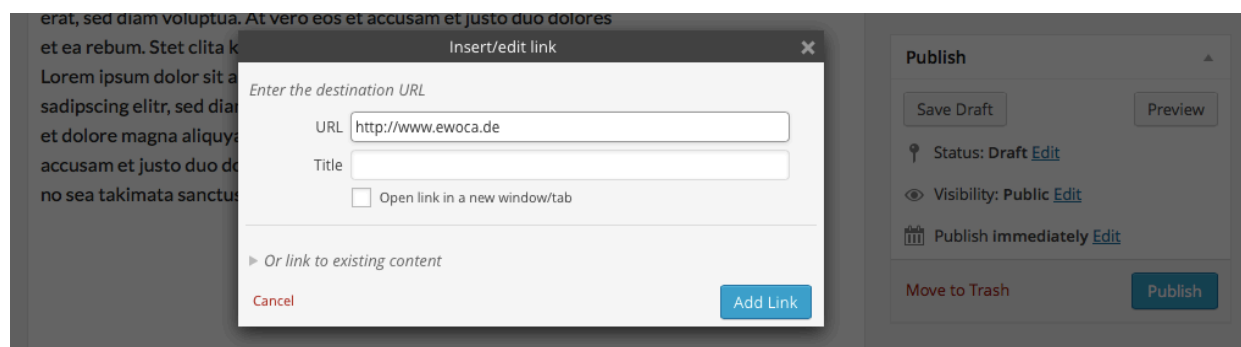 erat, sed diam voluptua. At vero eos et accusam et justo duo dolores
et ea rebum. Stet clita k
Lorem ipsum dolor sit a
sadipscing elitr, sed diar
et dolore magna aliquya
accusam et justo duo do
no sea takimata sanctus
Insert/edit link
Enter the destination URL
URL http://www.ewoca.de
Title
Open link in a new window/tab
Or link to existing content
Cancel
Add Link
Publish
Save Draft
Preview
Status: Draft Edit
Visibility: Public Edit
Publish immediately Edit
Move to Trash
Publish